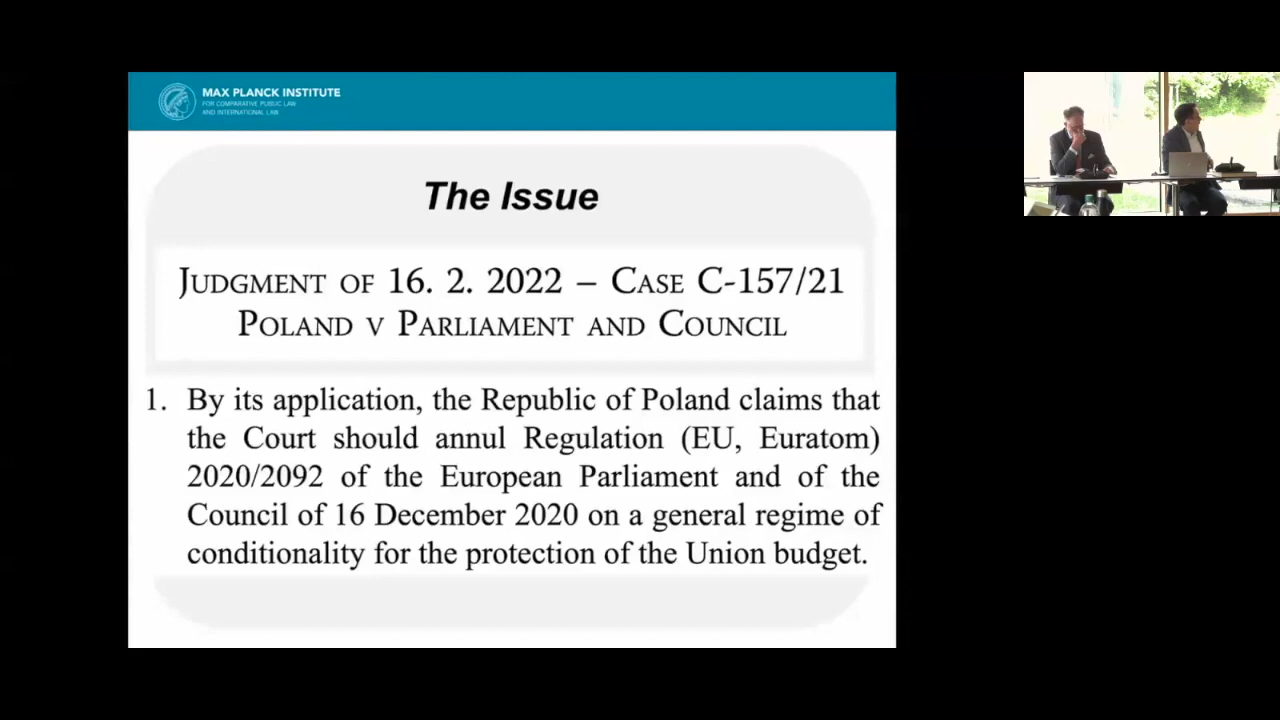 MAX PLANCK INSTITUTE
FOR COMPARATIVE PUBLIC LAW
AND INTERNATIONAL LAW
The Issue
JUDGMENT OF 16. 2. 2022 – CASE C-157/21
POLAND V PARLIAMENT AND COUNCIL
1. By its application, the Republic of Poland claims that
the Court should annul Regulation (EU, Euratom)
2020/2092 of the European Parliament and of the
Council of 16 December 2020 on a general regime of
conditionality for the protection of the Union budget.